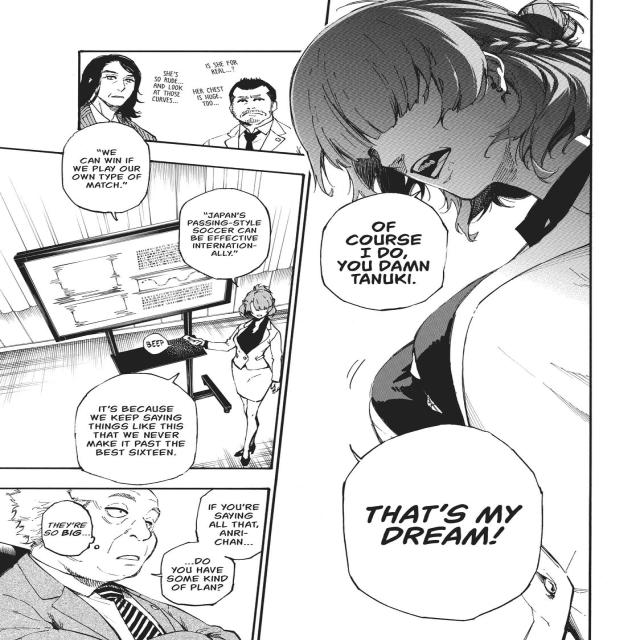 OF
COURSE
I DO,
YOU DAMN
TANUKI.
THAT'S MY
DREAM!
IS SHE FOR
REAL...?
HER CHEST
IS HUGE,
TOO...
SHE'S
SO RUDE...
AND LOOK
AT THOSE
CURVES...
"JAPAN'S
PASSING-STYLE
SOCCER CAN
BE EFFECTIVE
INTERNATION-
ALLY."
"WE
CAN WIN IF
WE PLAY OUR
OWN TYPE OF
MATCH."
BEEP
IT'S BECAUSE
WE KEEP SAYING
THINGS LIKE THIS
THAT WE NEVER
MAKE IT PAST THE
BEST SIXTEEN.
IF YOU'RE
SAYING
ALL THAT,
ANRI-
CHAN...
...DO
YOU HAVE
SOME KIND
OF PLAN?
THEY'RE
SO BIG...